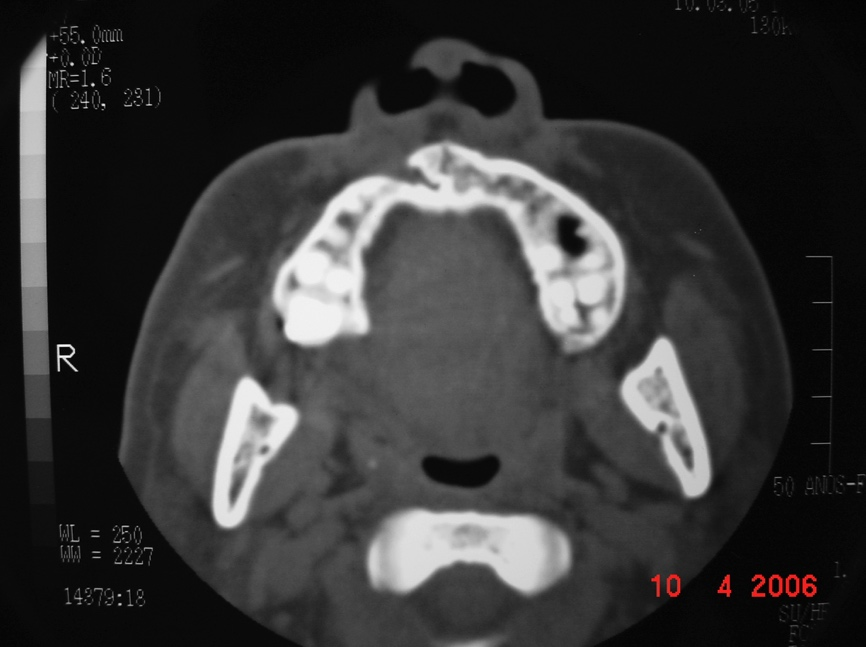 +55.0mm
+0.0D
MR=1.6
( 240, 231)
R
50 ANOS-F
WL = 250
WW = 2227
14379:18
10 4 2006